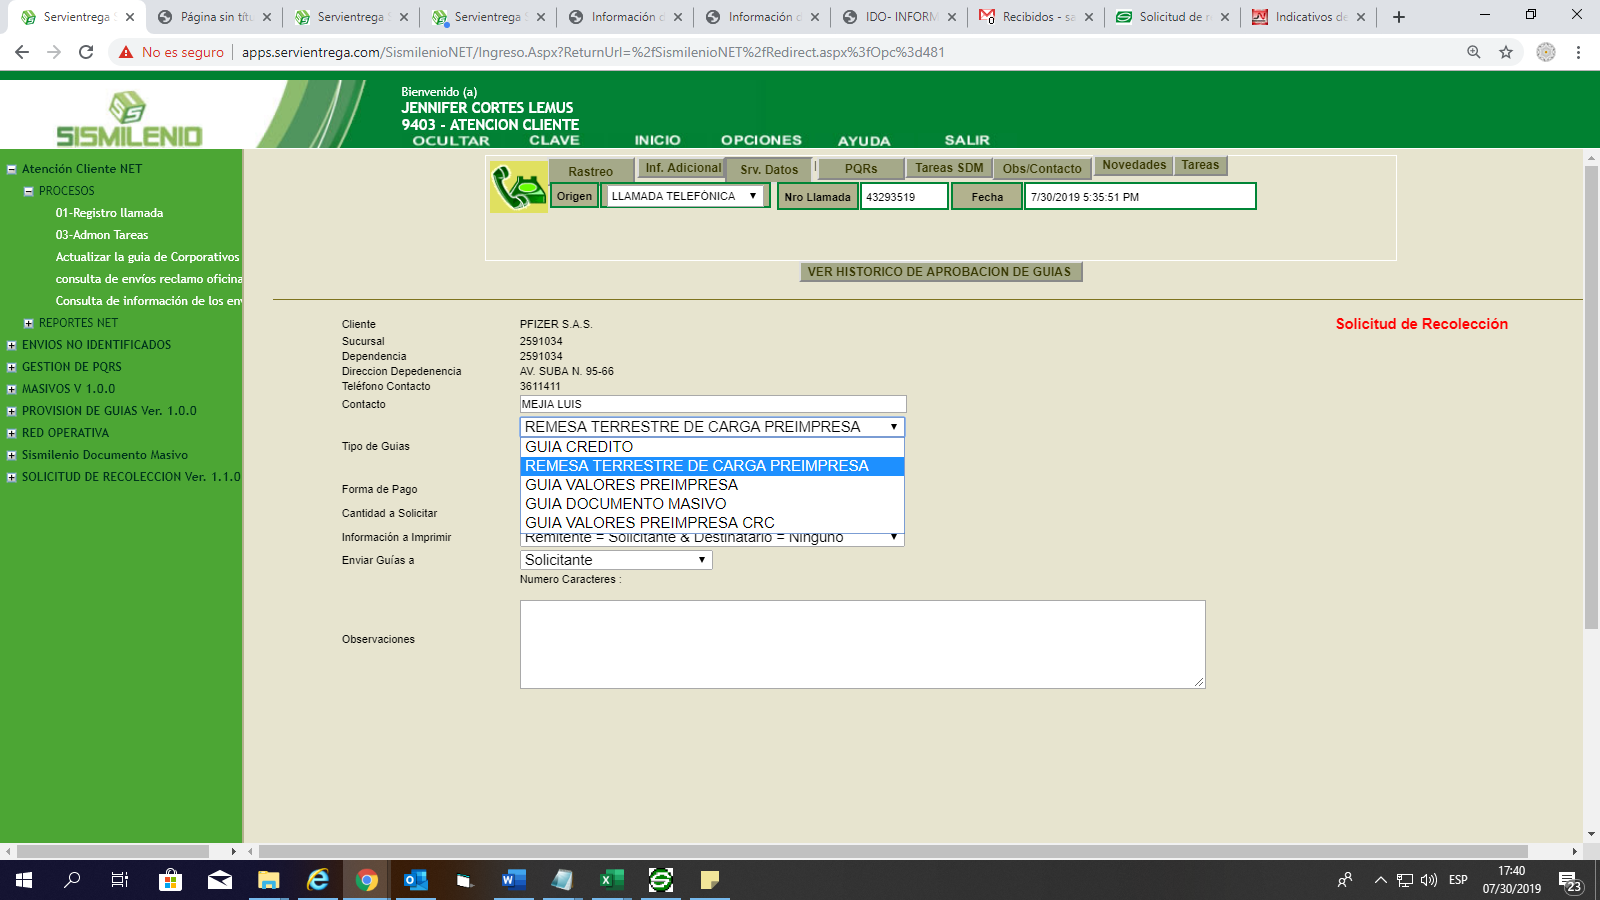 Servientrega S
Página sin títu
Servientrega S
Servientrega S
Información d
Información d
IDO- INFORM
Recibidos - sa
Solicitud de r
Indicativos de
No es seguro
apps.servientrega.com/SismilenioNET/Ingreso.Aspx?ReturnUrl=%2fSismilenioNET%2fRedirect.aspx%3fOpc%3d481
SISMILENIO
Bienvenido (a)
JENNIFER CORTES LEMUS
9403 - ATENCION CLIENTE
OCULTAR CLAVE INICIO OPCIONES AYUDA SALIR
Atención Cliente NET
PROCESOS
01-Registro llamada
03-Admon Tareas
Actualizar la guia de Corporativos
consulta de envíos reclamo oficina
Consulta de información de los env
REPORTES NET
ENVIOS NO IDENTIFICADOS
GESTION DE PQRS
MASIVOS V 1.0.0
PROVISION DE GUIAS Ver. 1.0.0
RED OPERATIVA
Sismilenio Documento Masivo
SOLICITUD DE RECOLECCION Ver. 1.1.0
Rastreo Inf. Adicional Srv. Datos | PQRs Tareas SDM Obs/Contacto Novedades Tareas
Origen LLAMADA TELEFÓNICA Nro Llamada 43293519 Fecha 7/30/2019 5:35:51 PM
VER HISTORICO DE APROBACION DE GUIAS
Solicitud de Recolección
Cliente PFIZER S.A.S.
Sucursal 2591034
Dependencia 2591034
Direccion Depedenencia AV. SUBA N. 95-66
Teléfono Contacto 3611411
Contacto MEJIA LUIS
REMESA TERRESTRE DE CARGA PREIMPRESA
Tipo de Guias
GUIA CREDITO
REMESA TERRESTRE DE CARGA PREIMPRESA
GUIA VALORES PREIMPRESA
GUIA DOCUMENTO MASIVO
GUIA VALORES PREIMPRESA CRC
Forma de Pago
Cantidad a Solicitar
Información a Imprimir Remitente = Solicitante & Destinatario = Ninguno
Enviar Guías a Solicitante
Numero Caracteres :
Observaciones
ESP
17:40
07/30/2019
23